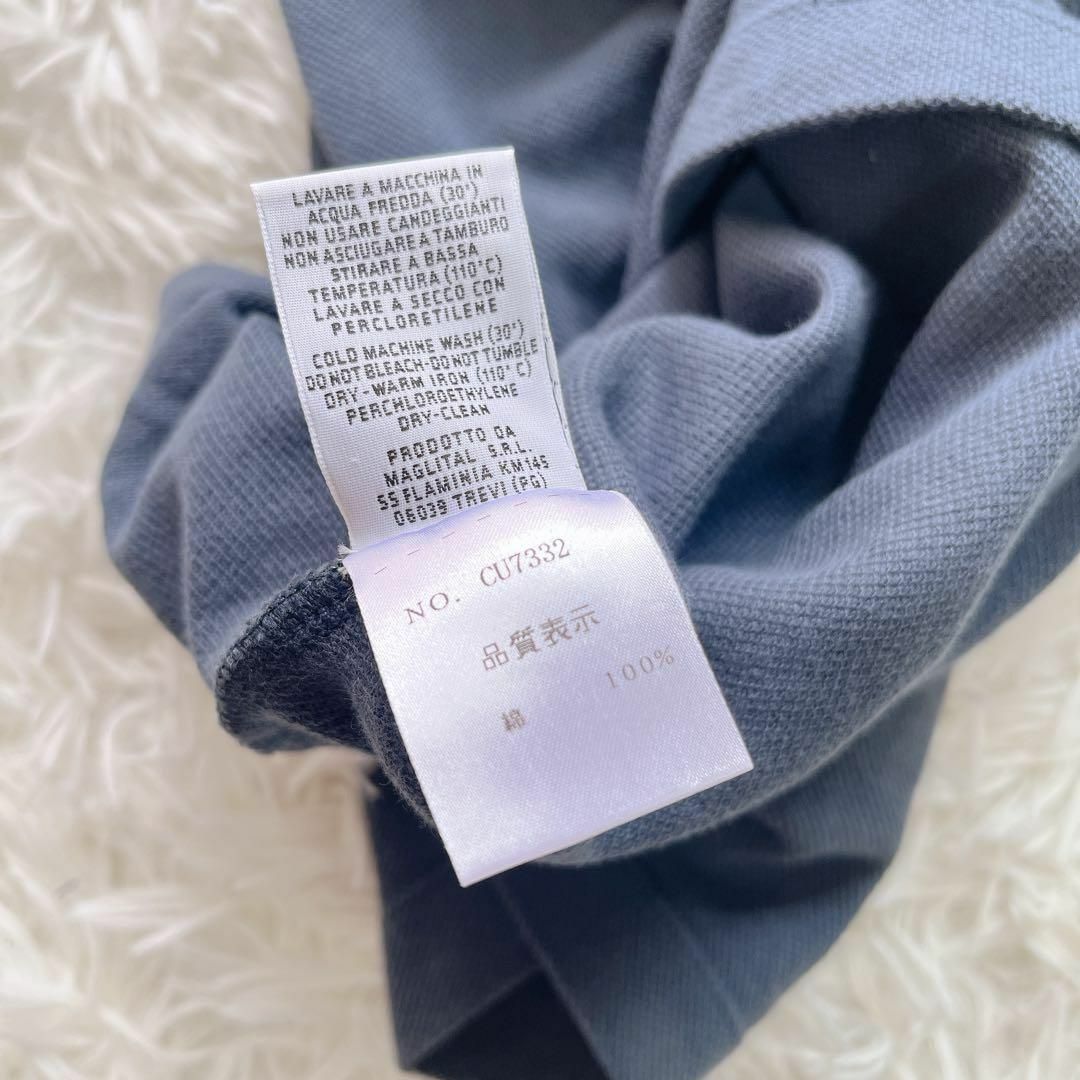 LAVARE A MACCHINA IN
ACQUA FREDDA (30°)
NON USARE CANDEGGIANTI
NON ASCIUGARE A TAMBURO
STIRARE A BASSA
TEMPERATURA (110°C)
LAVARE A SECCO CON
PERCLORETILENE
COLD MACHINE WASH (30°)
DO NOT BLEACH-DO NOT TUMBLE
DRY-WARM IRON (110°C)
PERCHLOROETHYLENE
DRY-CLEAN
PRODOTTO DA
MAGLITAL S.R.L.
SS FLAMINIA KM 145
06039 TREVI (PG)
NO. CU7332
品質表示
綿 100%